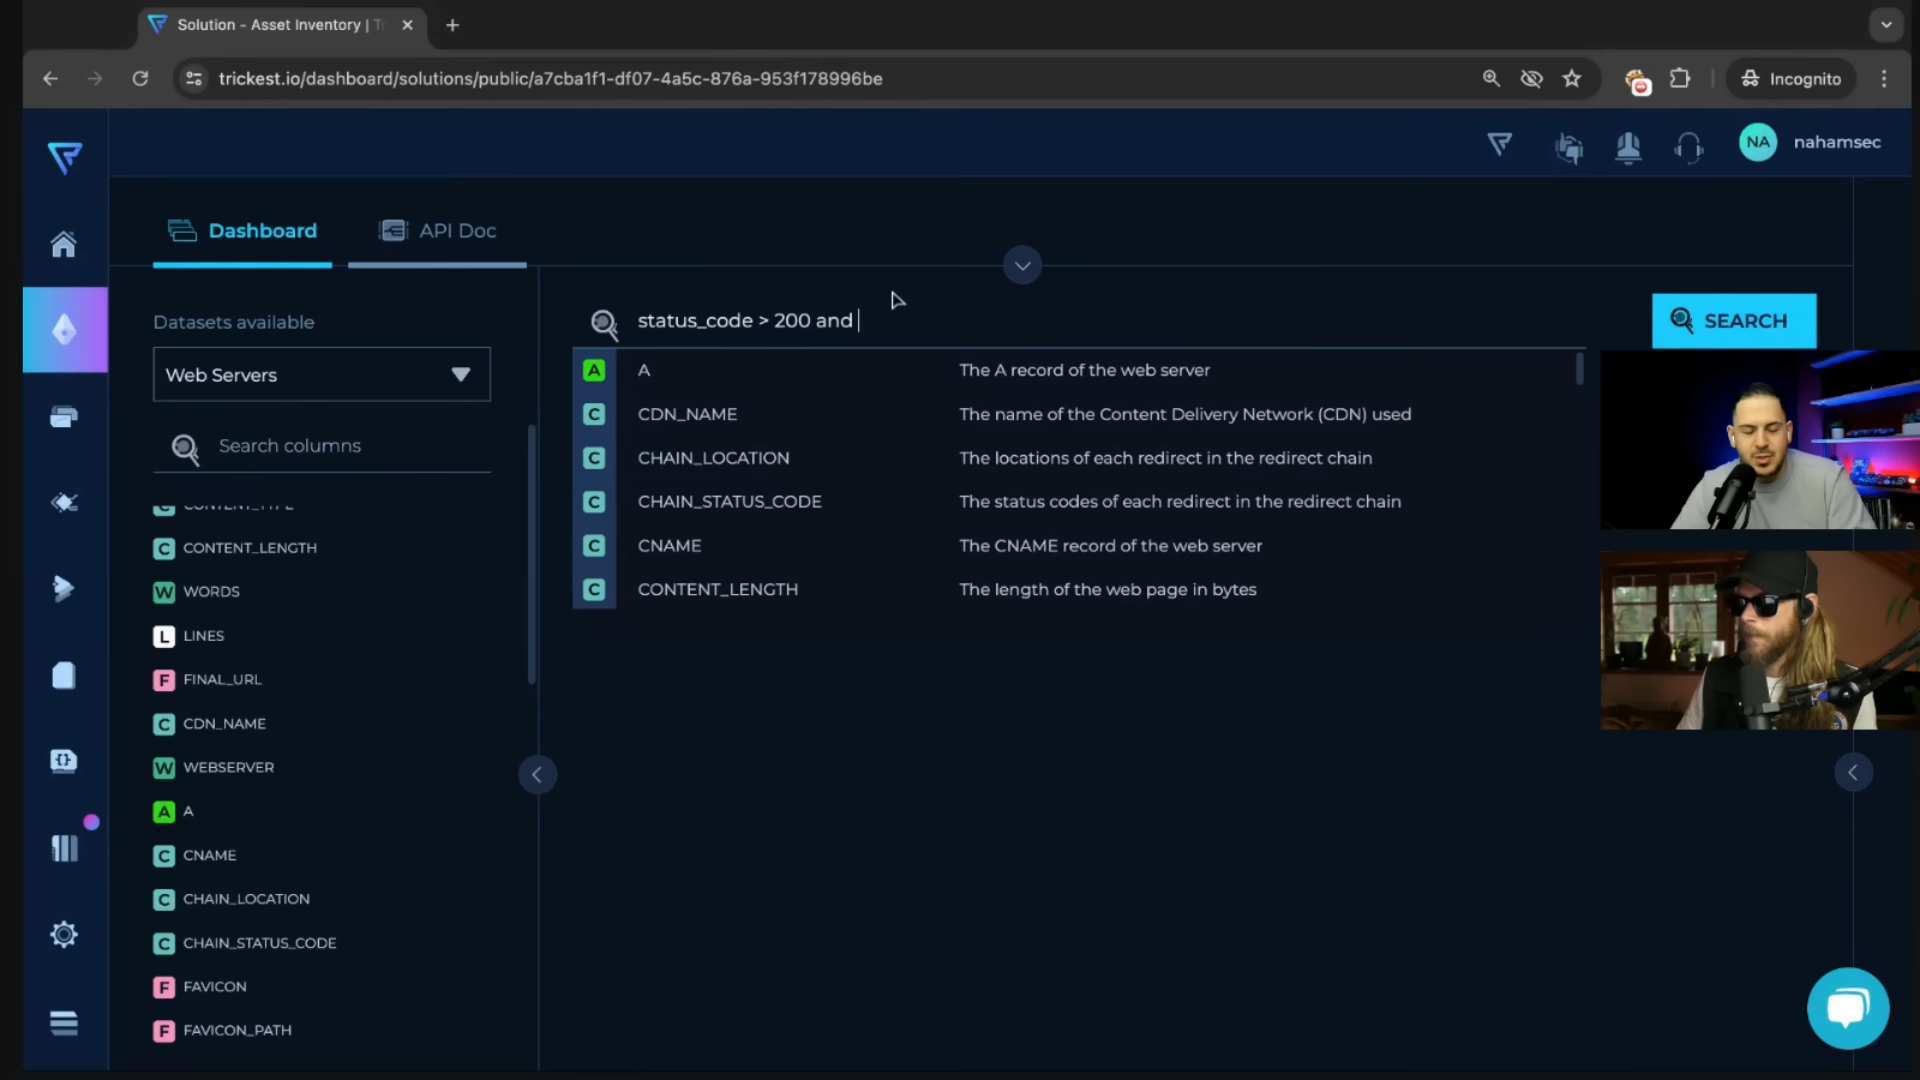 Solution - Asset Inventory | Tr
trickest.io/dashboard/solutions/public/a7cba1f1-df07-4a5c-876a-953f178996be
Incognito
NA
nahamsec
Dashboard
API Doc
Datasets available
Web Servers
Search columns
CONTENT_TYPE
C CONTENT_LENGTH
W WORDS
L LINES
F FINAL_URL
C CDN_NAME
W WEBSERVER
A A
C CNAME
C CHAIN_LOCATION
C CHAIN_STATUS_CODE
F FAVICON
F FAVICON_PATH
status_code > 200 and
SEARCH
A A The A record of the web server
C CDN_NAME The name of the Content Delivery Network (CDN) used
C CHAIN_LOCATION The locations of each redirect in the redirect chain
C CHAIN_STATUS_CODE The status codes of each redirect in the redirect chain
C CNAME The CNAME record of the web server
C CONTENT_LENGTH The length of the web page in bytes